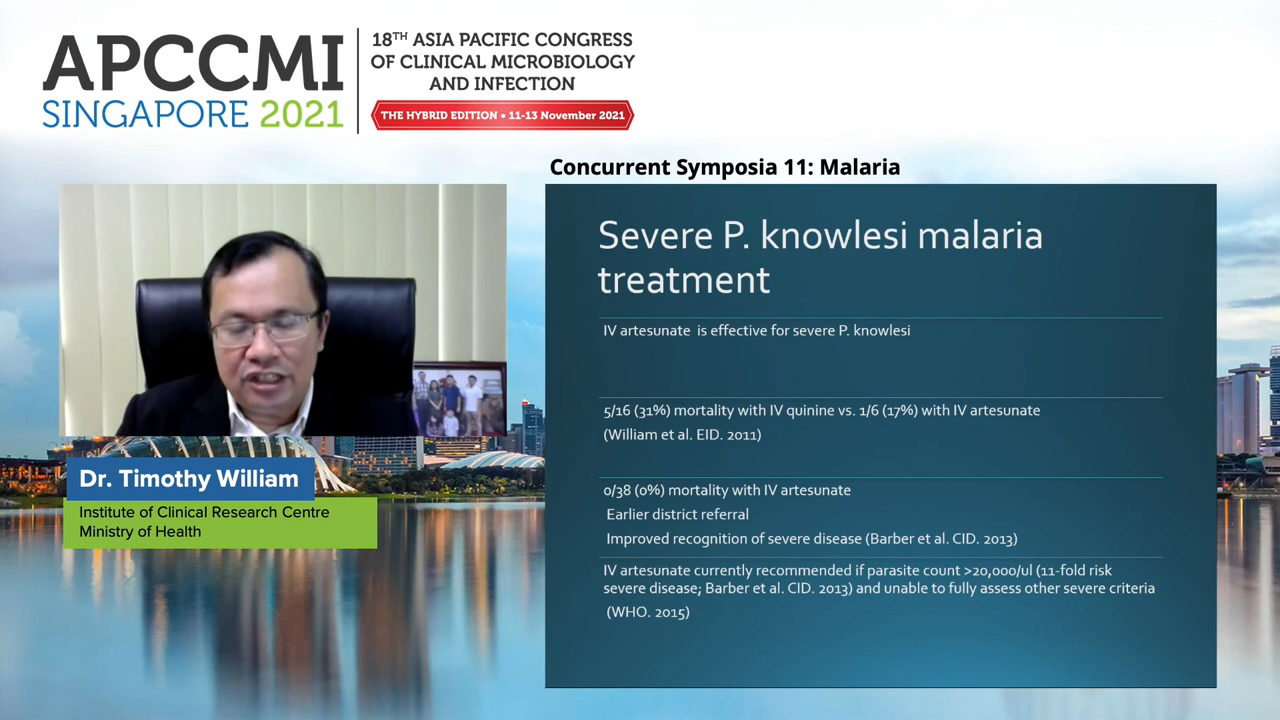 APCCMI
SINGAPORE 2021
18TH ASIA PACIFIC CONGRESS
OF CLINICAL MICROBIOLOGY
AND INFECTION
THE HYBRID EDITION • 11-13 November 2021
Concurrent Symposia 11: Malaria
Dr. Timothy William
Institute of Clinical Research Centre
Ministry of Health
Severe P. knowlesi malaria
treatment
IV artesunate is effective for severe P. knowlesi
5/16 (31%) mortality with IV quinine vs. 1/6 (17%) with IV artesunate
(William et al. EID. 2011)
0/38 (0%) mortality with IV artesunate
Earlier district referral
Improved recognition of severe disease (Barber et al. CID. 2013)
IV artesunate currently recommended if parasite count >20,000/ul (11-fold risk
severe disease; Barber et al. CID. 2013) and unable to fully assess other severe criteria
(WHO. 2015)